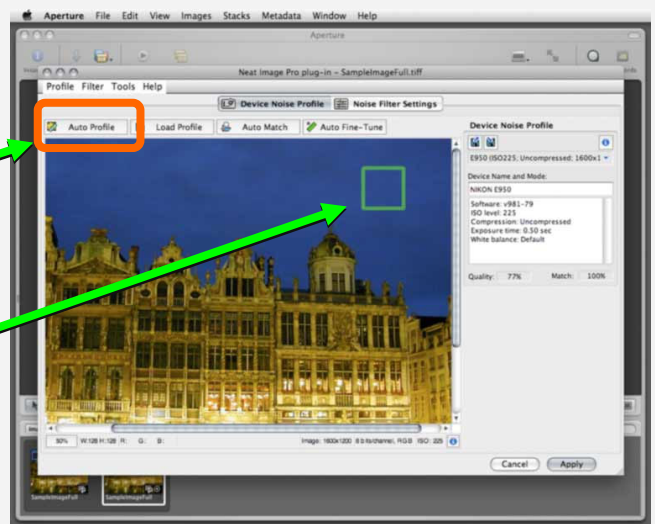 Aperture File Edit View Images Stacks Metadata Window Help
Aperture
Neat Image Pro plug-in – SampleImageFull.tiff
Profile Filter Tools Help
Device Noise Profile Noise Filter Settings
Auto Profile Load Profile Auto Match Auto Fine-Tune
Device Noise Profile
E950 (ISO225; Uncompressed; 1600x1
Device Name and Mode:
NIKON E950
Software: v981-79
ISO level: 225
Compression: Uncompressed
Exposure time: 0.50 sec
White balance: Default
Quality: 77% Match: 100%
50% W:128 H:128 R: G: B: Image: 1600x1200 8 bits/channel, RGB ISO: 225
Cancel Apply
SampleImageFull SampleImageFull